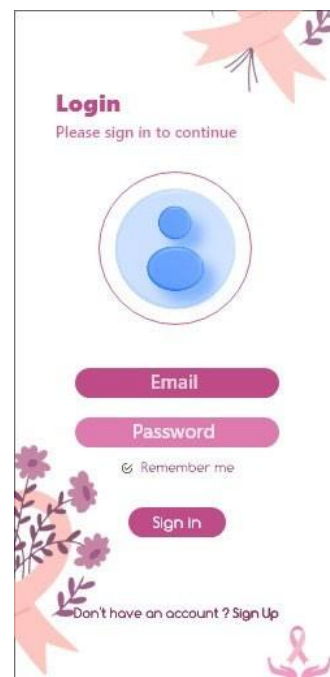 Login
Please sign in to continue
Email
Password
Remember me
Sign in
Don't have an account ? Sign Up